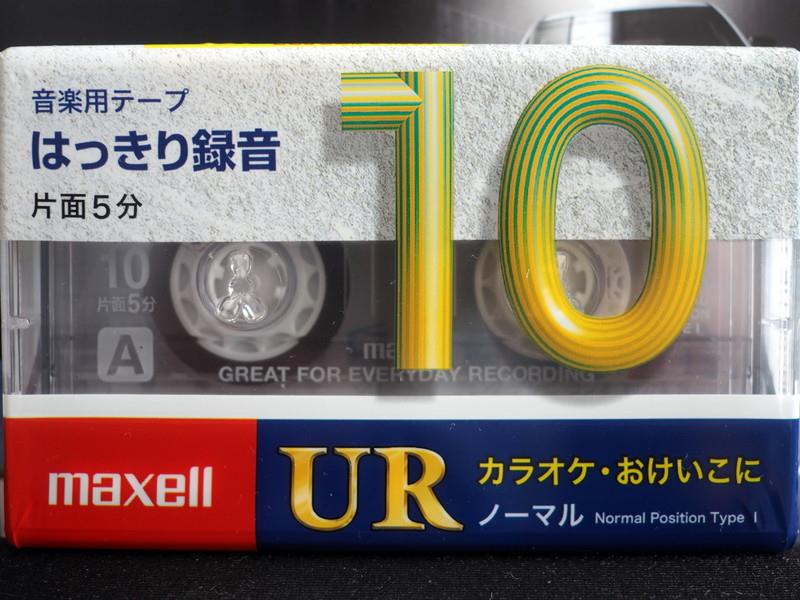 音楽用テープ
はっきり録音
片面5分
10
10
片面5分
A
GREAT FOR EVERYDAY RECORDING
maxell
UR
カラオケ・おけいこに
ノーマル Normal Position Type I